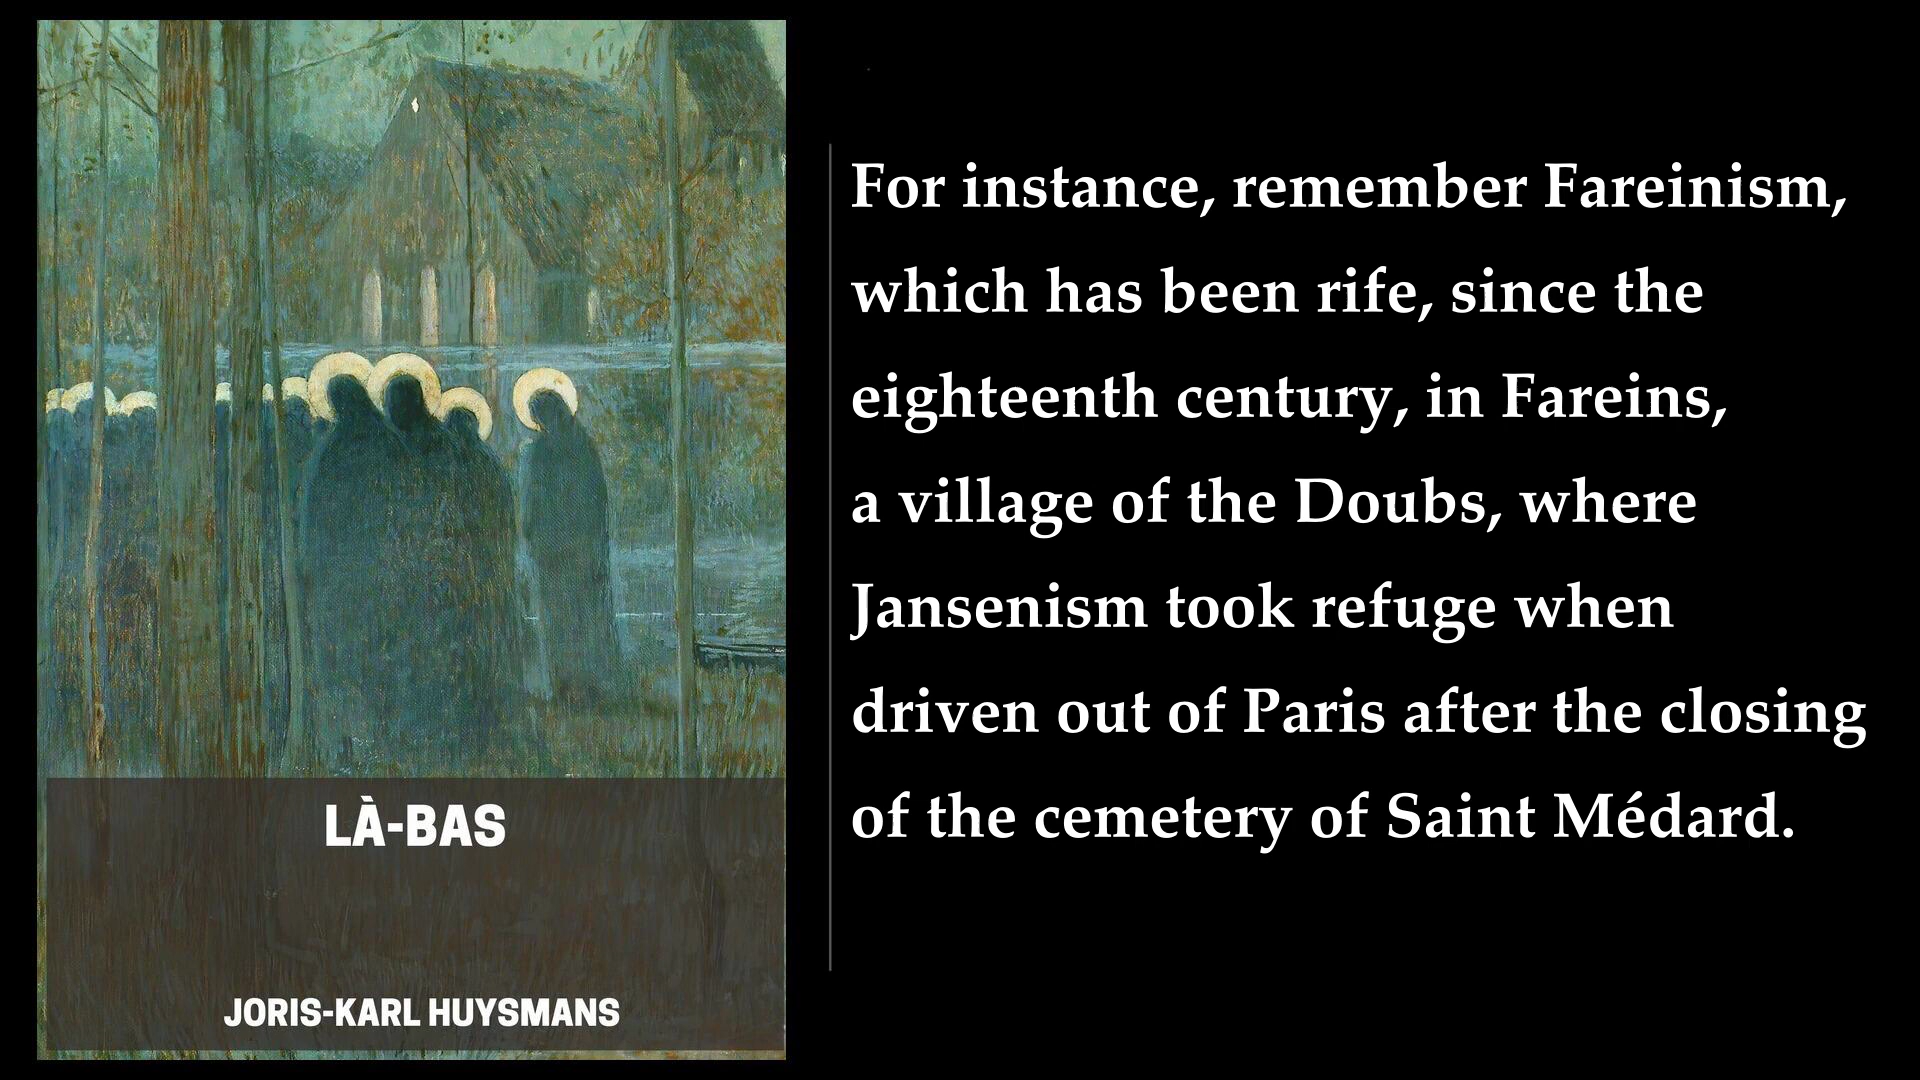 LÀ-BAS
JORIS-KARL HUYSMANS
For instance, remember Fareinism,
which has been rife, since the
eighteenth century, in Fareins,
a village of the Doubs, where
Jansenism took refuge when
driven out of Paris after the closing
of the cemetery of Saint Médard.